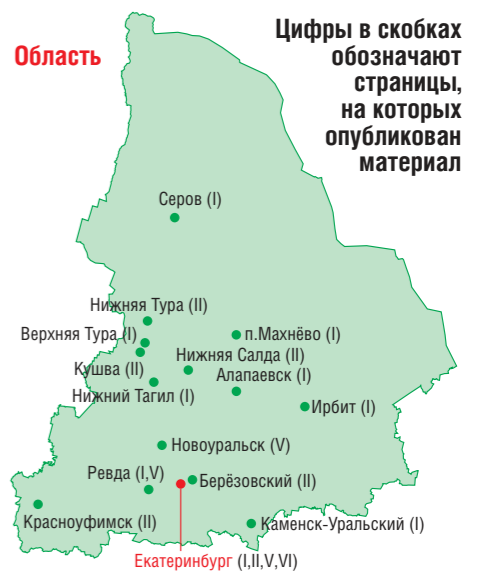 Область
Цифры в скобках
обозначают
страницы,
на которых
опубликован
материал
Серов (I)
Нижняя Тура (II)
Верхняя Тура (I)
п.Махнёво (I)
Кушва (II)
Нижняя Салда (II)
Нижний Тагил (I)
Алапаевск (I)
Ирбит (I)
Новоуральск (V)
Ревда (I,V)
Берёзовский (II)
Красноуфимск (II)
Каменск-Уральский (I)
Екатеринбург (I,II,V,VI)